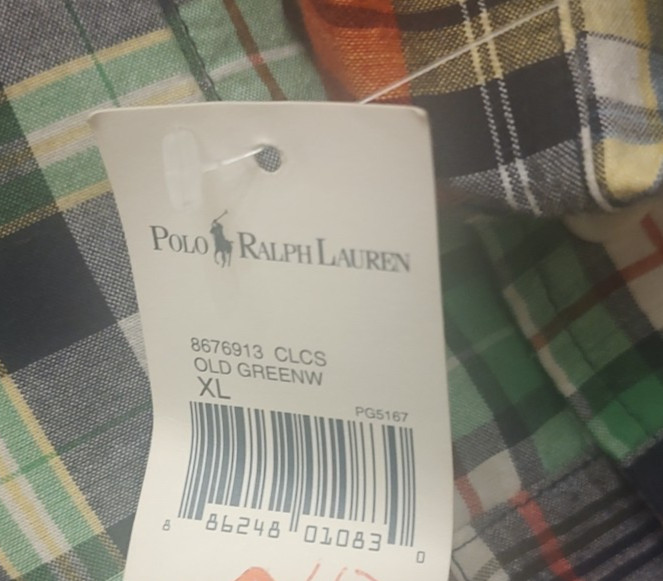 POLO RALPH LAUREN
8676913 CLCS
OLD GREENW
XL
PG5167
8 86248 01083 0